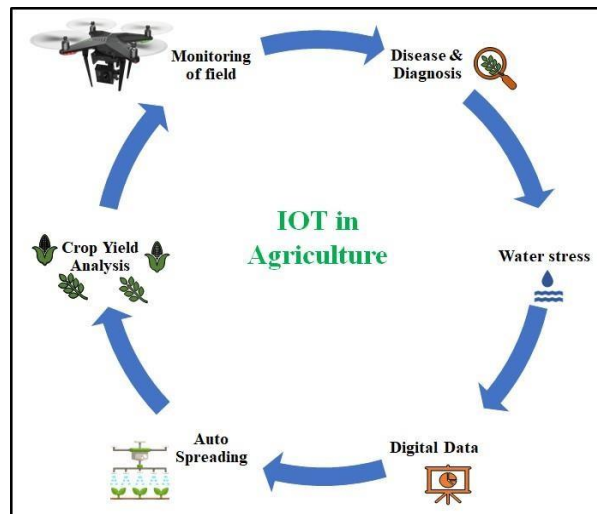 Monitoring
of field
Disease &
Diagnosis
IOT in
Agriculture
Crop Yield
Analysis
Water stress
Auto
Spreading
Digital Data